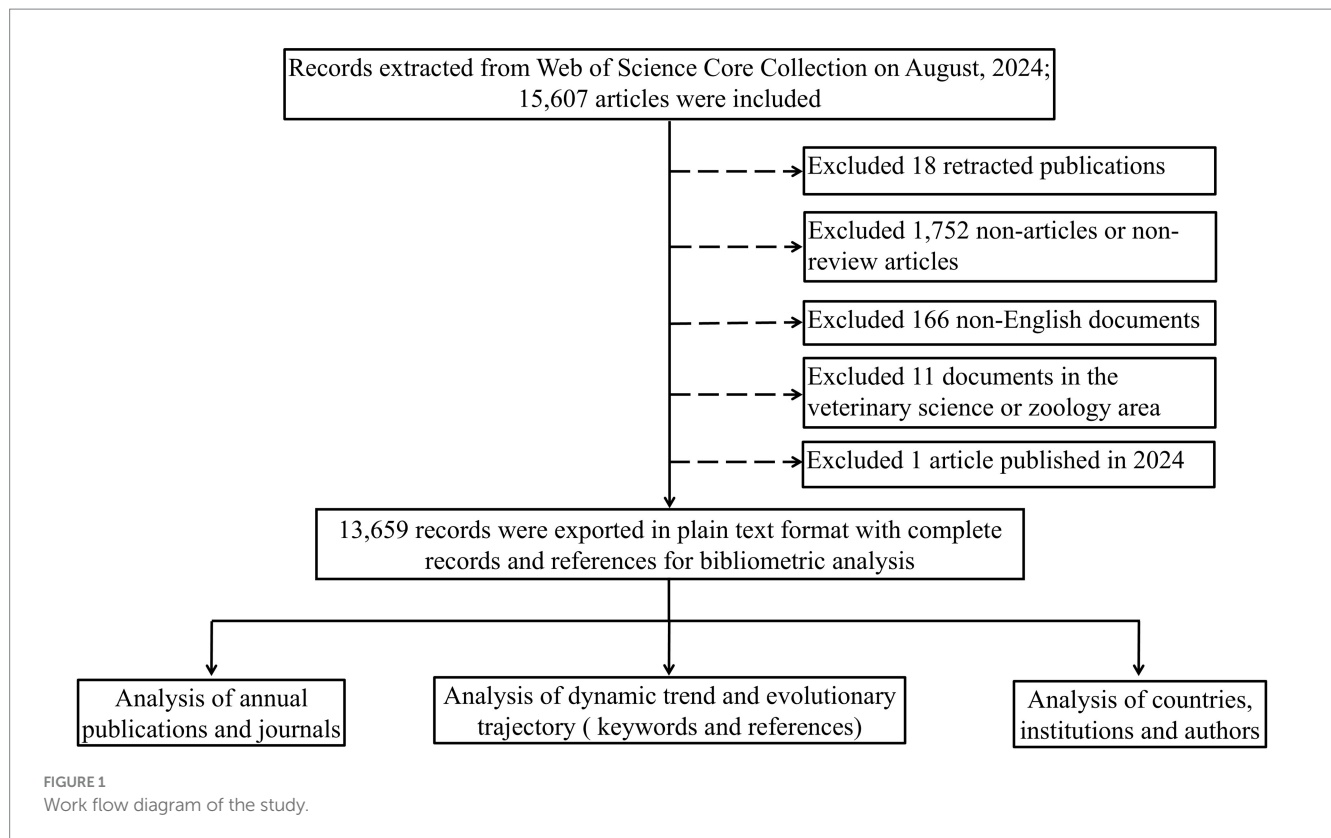 Records extracted from Web of Science Core Collection on August, 2024;
15,607 articles were included
Excluded 18 retracted publications
Excluded 1,752 non-articles or non-
review articles
Excluded 166 non-English documents
Excluded 11 documents in the
veterinary science or zoology area
Excluded 1 article published in 2024
13,659 records were exported in plain text format with complete
records and references for bibliometric analysis
Analysis of annual
publications and journals
Analysis of dynamic trend and evolutionary
trajectory ( keywords and references)
Analysis of countries,
institutions and authors
FIGURE 1
Work flow diagram of the study.